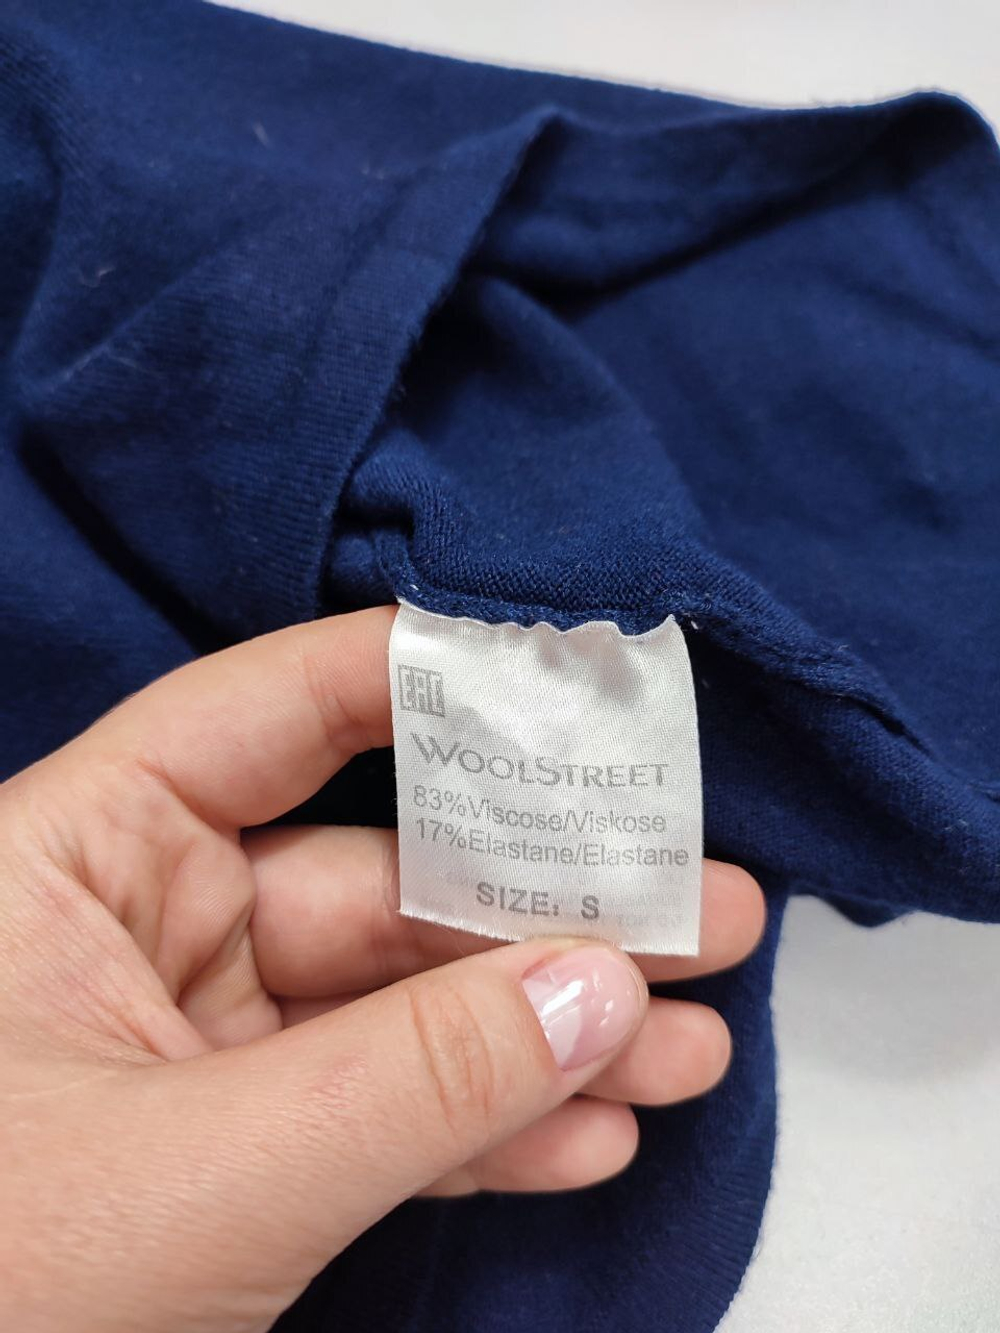 EAC
WOOLSTREET
83%Viscose/Viskose
17%Elastane/Elastane
SIZE: S